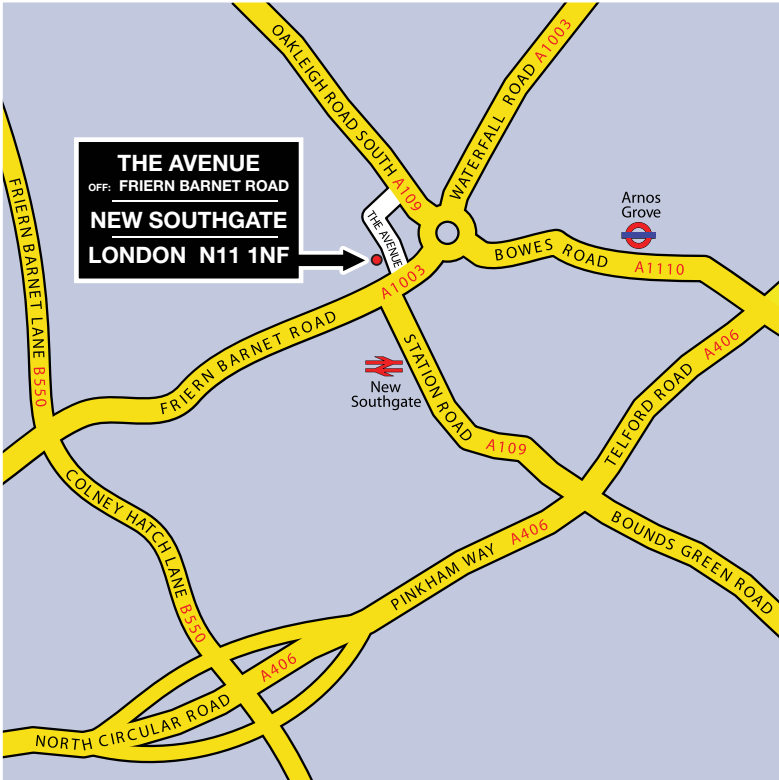 OAKLEIGH ROAD SOUTH A109
WATERFALL ROAD A1003
THE AVENUE
OFF: FRIERN BARNET ROAD
NEW SOUTHGATE
LONDON N11 1NF
FRIERN BARNET LANE B550
THE AVENUE
Arnos
Grove
BOWES ROAD A1110
A1003
FRIERN BARNET ROAD
New
Southgate
STATION ROAD A109
TELFORD ROAD A406
COLNEY HATCH LANE B550
PINKHAM WAY A406
BOUNDS GREEN ROAD
A406
NORTH CIRCULAR ROAD